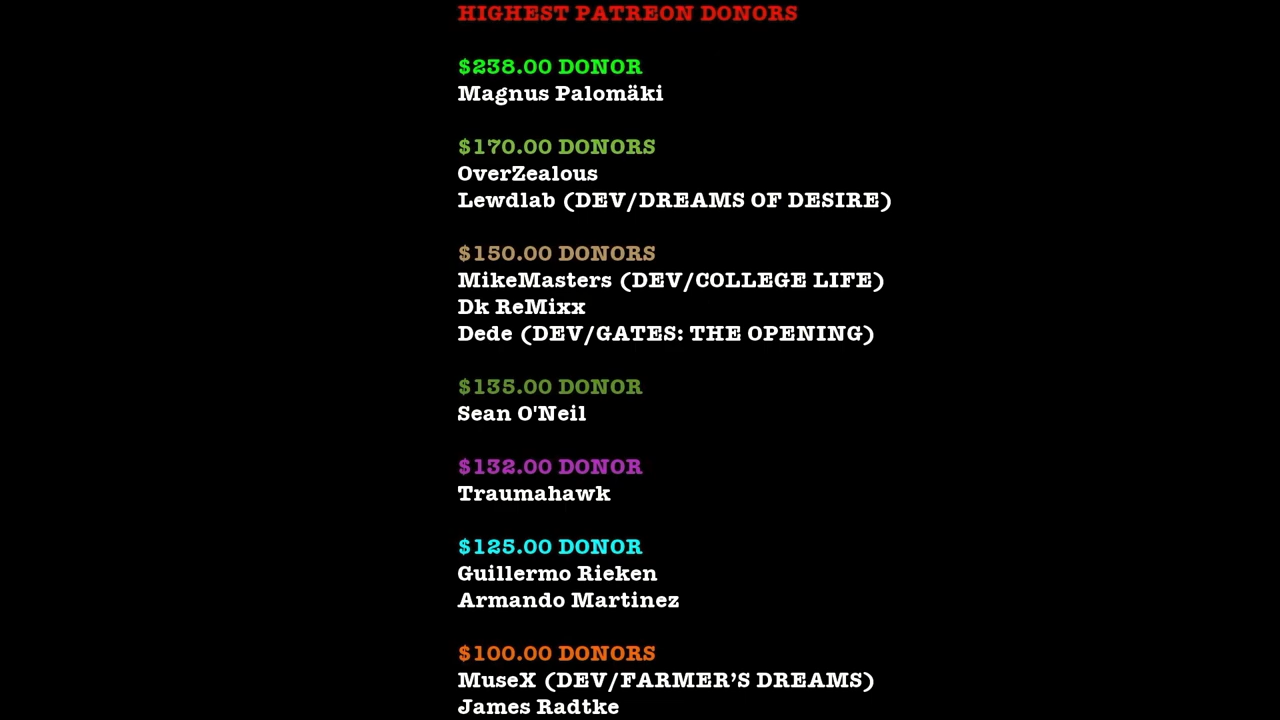 HIGHEST PATREON DONORS
$238.00 DONOR
Magnus Palomäki
$170.00 DONORS
OverZealous
Lewdlab (DEV/DREAMS OF DESIRE)
$150.00 DONORS
MikeMasters (DEV/COLLEGE LIFE)
Dk ReMixx
Dede (DEV/GATES: THE OPENING)
$135.00 DONOR
Sean O'Neil
$132.00 DONOR
Traumahawk
$125.00 DONOR
Guillermo Rieken
Armando Martinez
$100.00 DONORS
MuseX (DEV/FARMER’S DREAMS)
James Radtke